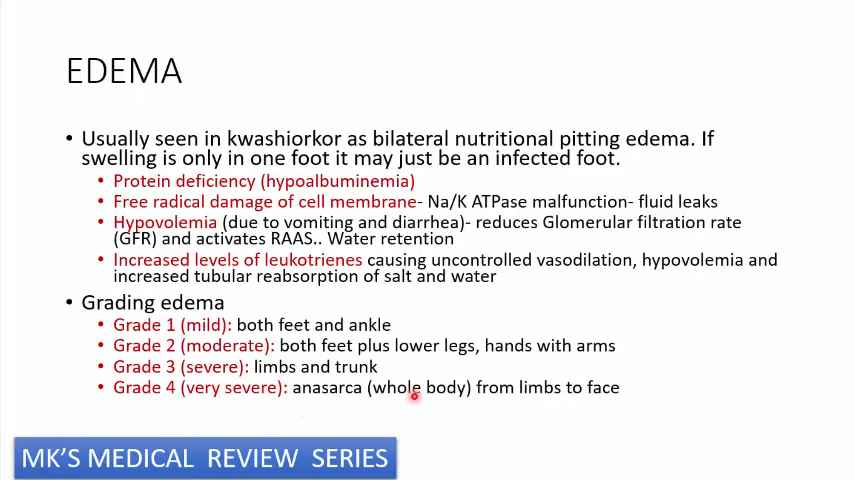 EDEMA
• Usually seen in kwashiorkor as bilateral nutritional pitting edema. If
swelling is only in one foot it may just be an infected foot.
• Protein deficiency (hypoalbuminemia)
• Free radical damage of cell membrane- Na/K ATPase malfunction- fluid leaks
• Hypovolemia (due to vomiting and diarrhea)- reduces Glomerular filtration rate
(GFR) and activates RAAS.. Water retention
• Increased levels of leukotrienes causing uncontrolled vasodilation, hypovolemia and
increased tubular reabsorption of salt and water
• Grading edema
• Grade 1 (mild): both feet and ankle
• Grade 2 (moderate): both feet plus lower legs, hands with arms
• Grade 3 (severe): limbs and trunk
• Grade 4 (very severe): anasarca (whole body) from limbs to face
MK'S MEDICAL REVIEW SERIES